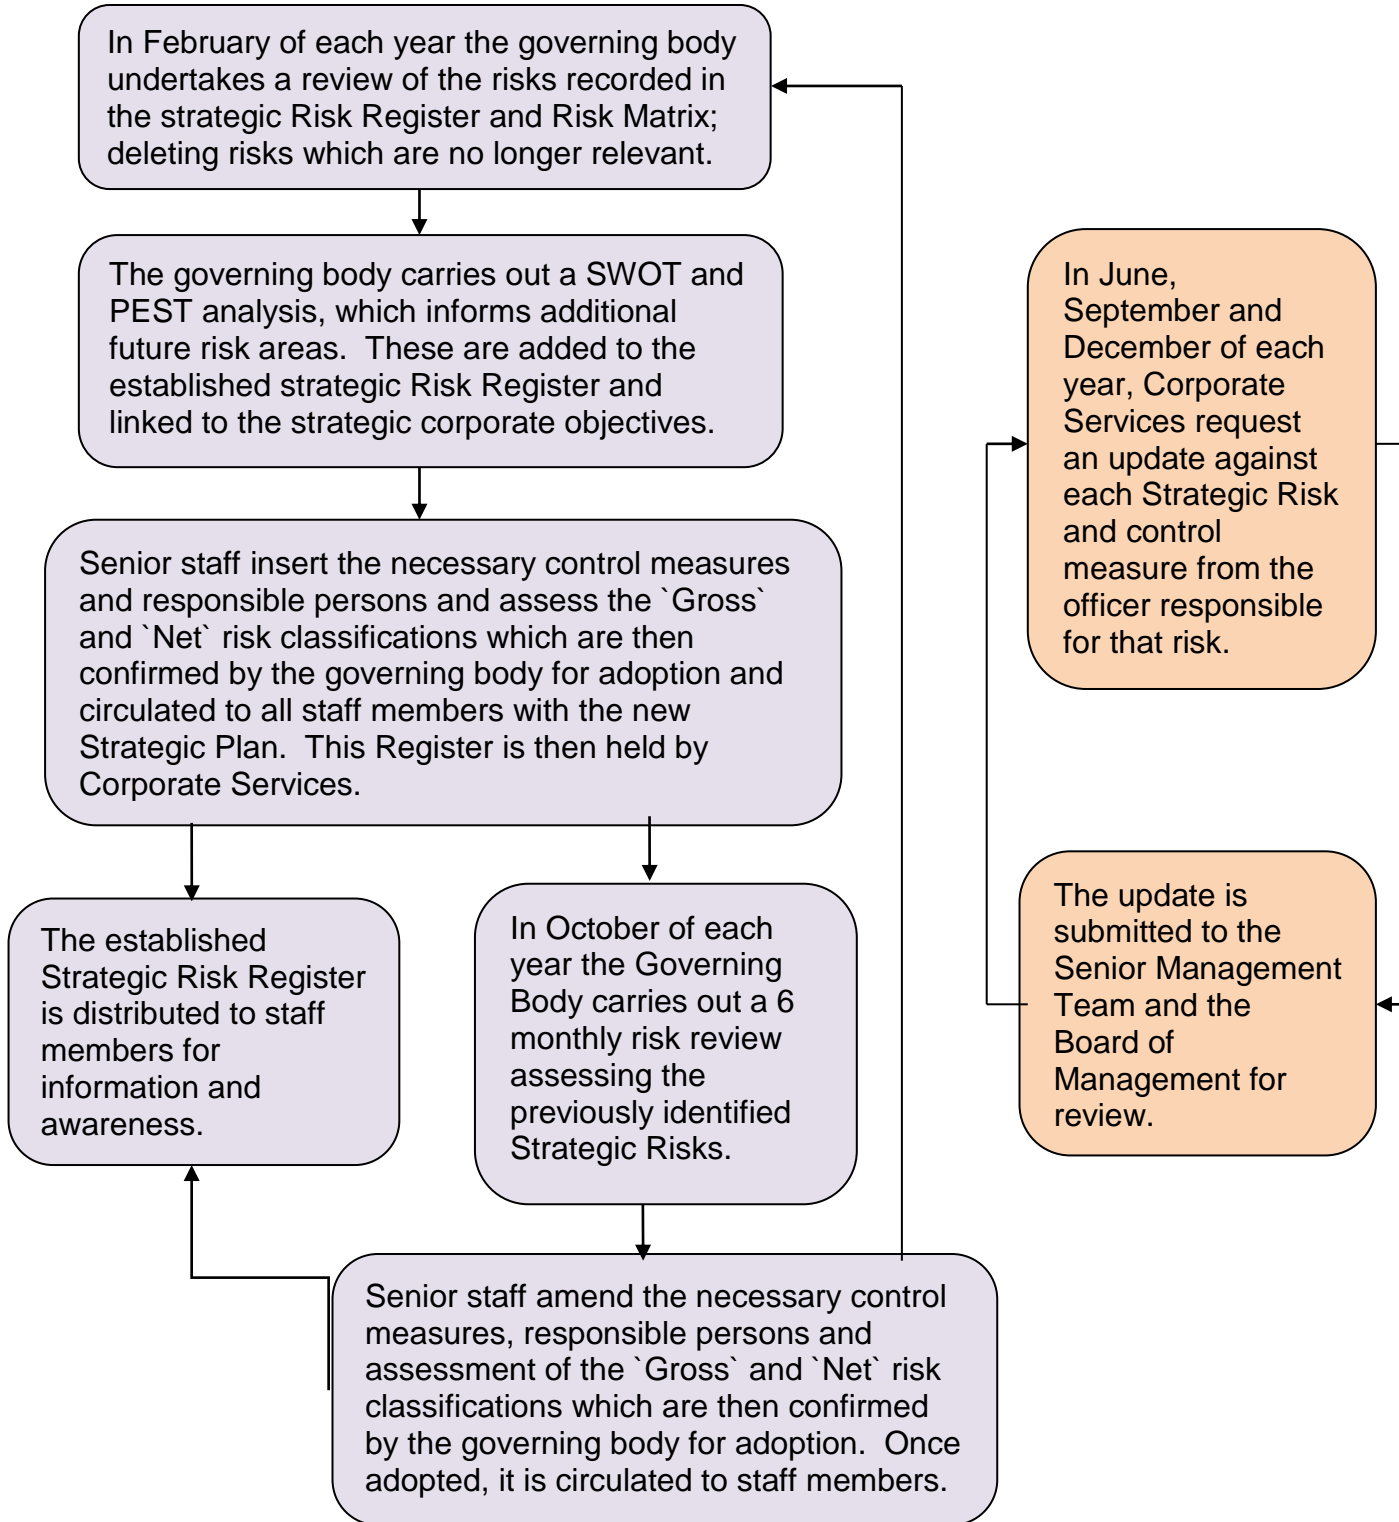 In February of each year the governing body
undertakes a review of the risks recorded in
the strategic Risk Register and Risk Matrix;
deleting risks which are no longer relevant.
The governing body carries out a SWOT and
PEST analysis, which informs additional
future risk areas.  These are added to the
established strategic Risk Register and
linked to the strategic corporate objectives.
Senior staff insert the necessary control measures
and responsible persons and assess the `Gross`
and `Net` risk classifications which are then
confirmed by the governing body for adoption and
circulated to all staff members with the new
Strategic Plan.  This Register is then held by
Corporate Services.
The established
Strategic Risk Register
is distributed to staff
members for
information and
awareness.
In October of each
year the Governing
Body carries out a 6
monthly risk review
assessing the
previously identified
Strategic Risks.
Senior staff amend the necessary control
measures, responsible persons and
assessment of the `Gross` and `Net` risk
classifications which are then confirmed
by the governing body for adoption.  Once
adopted, it is circulated to staff members.
In June,
September and
December of each
year, Corporate
Services request
an update against
each Strategic Risk
and control
measure from the
officer responsible
for that risk.
The update is
submitted to the
Senior Management
Team and the
Board of
Management for
review.